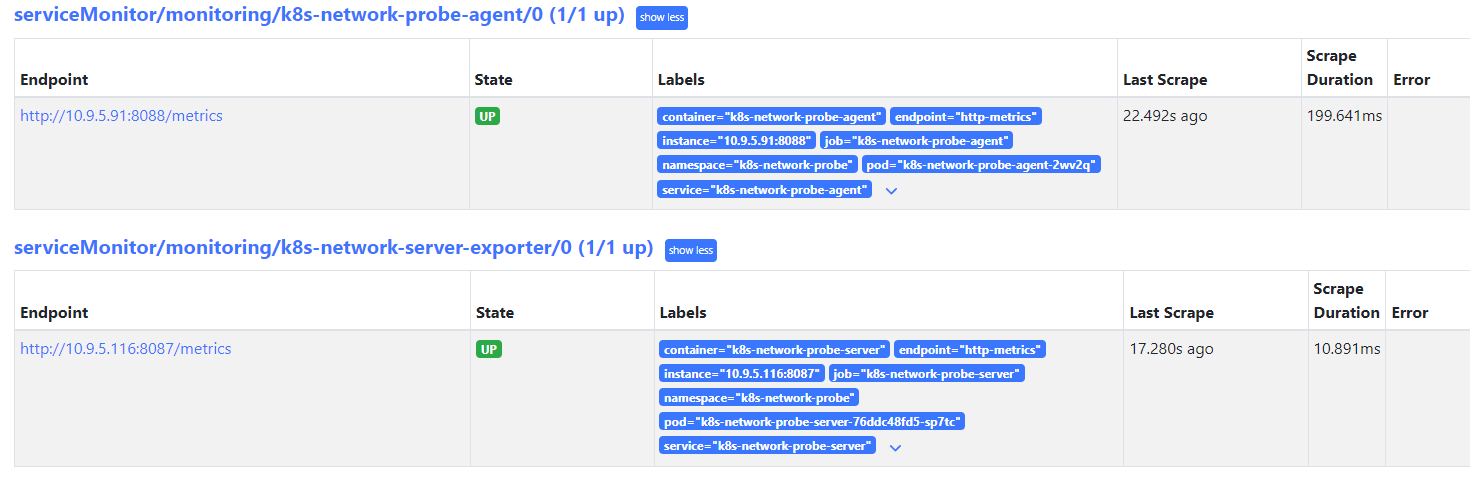 serviceMonitor/monitoring/k8s-network-probe-agent/0 (1/1 up) show less
Endpoint State Labels Last Scrape Scrape Duration Error
http://10.9.5.91:8088/metrics UP container="k8s-network-probe-agent" endpoint="http-metrics" 22.492s ago 199.641ms
instance="10.9.5.91:8088" job="k8s-network-probe-agent"
namespace="k8s-network-probe" pod="k8s-network-probe-agent-2wv2q"
service="k8s-network-probe-agent"
serviceMonitor/monitoring/k8s-network-server-exporter/0 (1/1 up) show less
Endpoint State Labels Last Scrape Scrape Duration Error
http://10.9.5.116:8087/metrics UP container="k8s-network-probe-server" endpoint="http-metrics" 17.280s ago 10.891ms
instance="10.9.5.116:8087" job="k8s-network-probe-server"
namespace="k8s-network-probe"
pod="k8s-network-probe-server-76ddc48fd5-sp7tc"
service="k8s-network-probe-server"